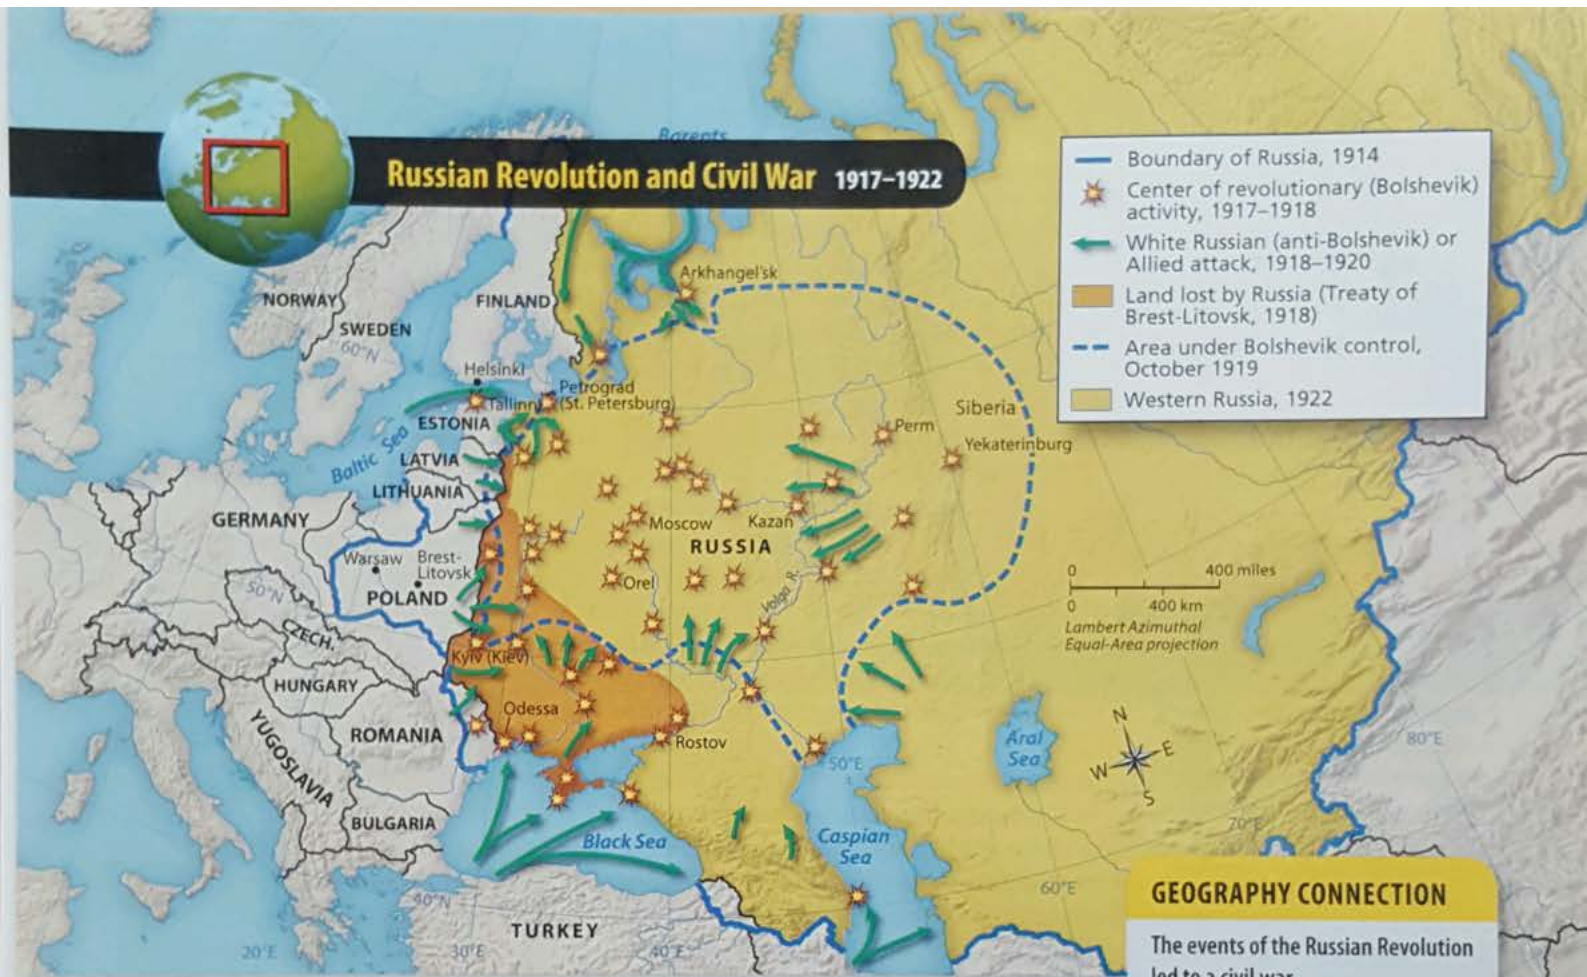 Barents
Russian Revolution and Civil War 1917–1922
Boundary of Russia, 1914
Center of revolutionary (Bolshevik)
activity, 1917–1918
White Russian (anti-Bolshevik) or
Allied attack, 1918–1920
Land lost by Russia (Treaty of
Brest-Litovsk, 1918)
Area under Bolshevik control,
October 1919
Western Russia, 1922
Arkhangel'sk
NORWAY
FINLAND
SWEDEN
60°N
Helsinki
Petrograd
(St. Petersburg)
Tallinn
ESTONIA
Siberia
Perm
Yekaterinburg
Baltic Sea
LATVIA
LITHUANIA
GERMANY
Moscow
Kazan
RUSSIA
Warsaw
Brest-
Litovsk
Orel
50°N
POLAND
Volga R.
0 400 miles
0 400 km
Lambert Azimuthal
Equal-Area projection
CZECH.
Kyiv (Kiev)
HUNGARY
Odessa
ROMANIA
Rostov
YUGOSLAVIA
50°E
Aral
Sea
N
W
E
S
80°E
BULGARIA
Black Sea
Caspian
Sea
70°E
60°E
40°N
TURKEY
20°E
30°E
40°E
GEOGRAPHY CONNECTION
The events of the Russian Revolution
led to a civil war